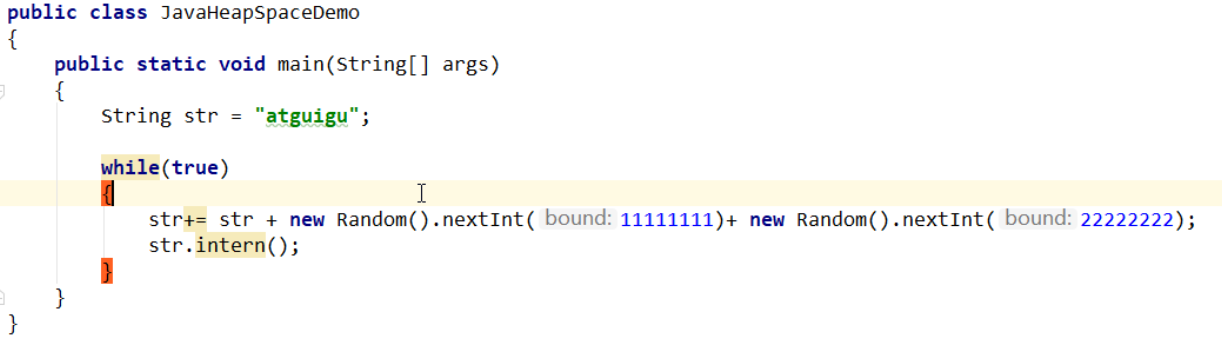 public class JavaHeapSpaceDemo
{
    public static void main(String[] args)
    {
        String str = "atguigu";
        while(true)
        {
            str+= str + new Random().nextInt( bound: 11111111)+ new Random().nextInt( bound: 22222222);
            str.intern();
        }
    }
}